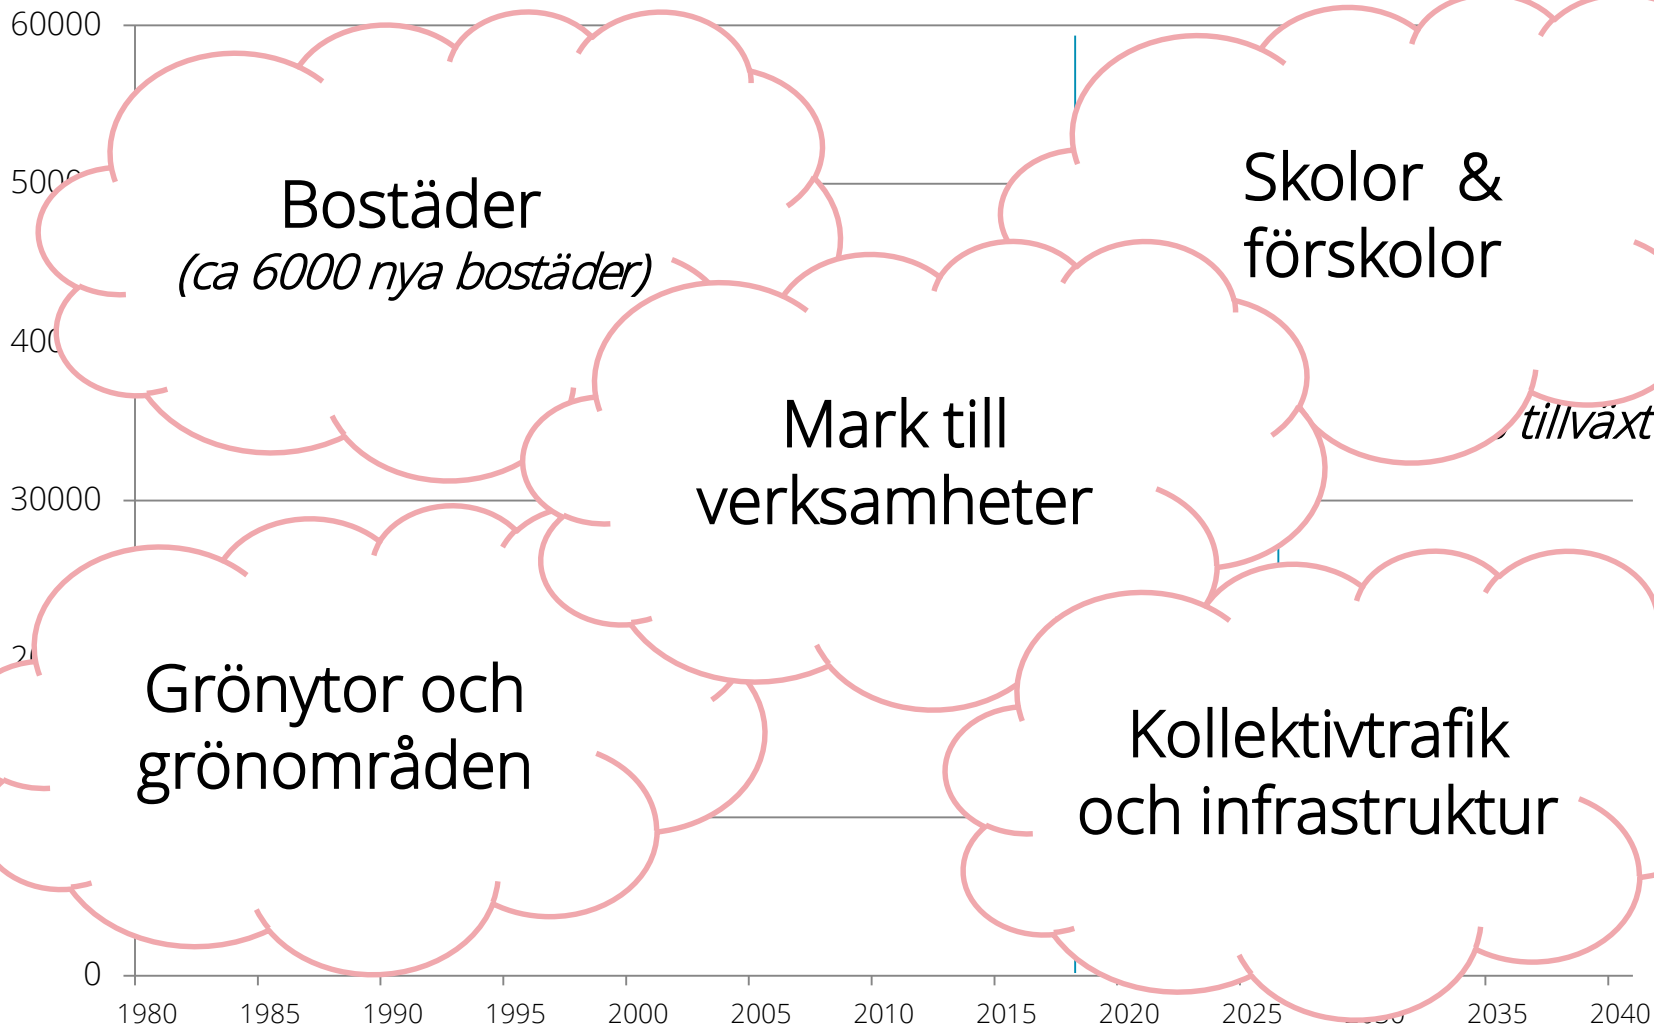 60000
Bostäder
(ca 6000 nya bostäder)
Skolor &
förskolor
Mark till
verksamheter
tillväxt
30000
Grönytor och
grönområden
Kollektivtrafik
och infrastruktur
0
1980 1985 1990 1995 2000 2005 2010 2015 2020 2025 2030 2035 2040